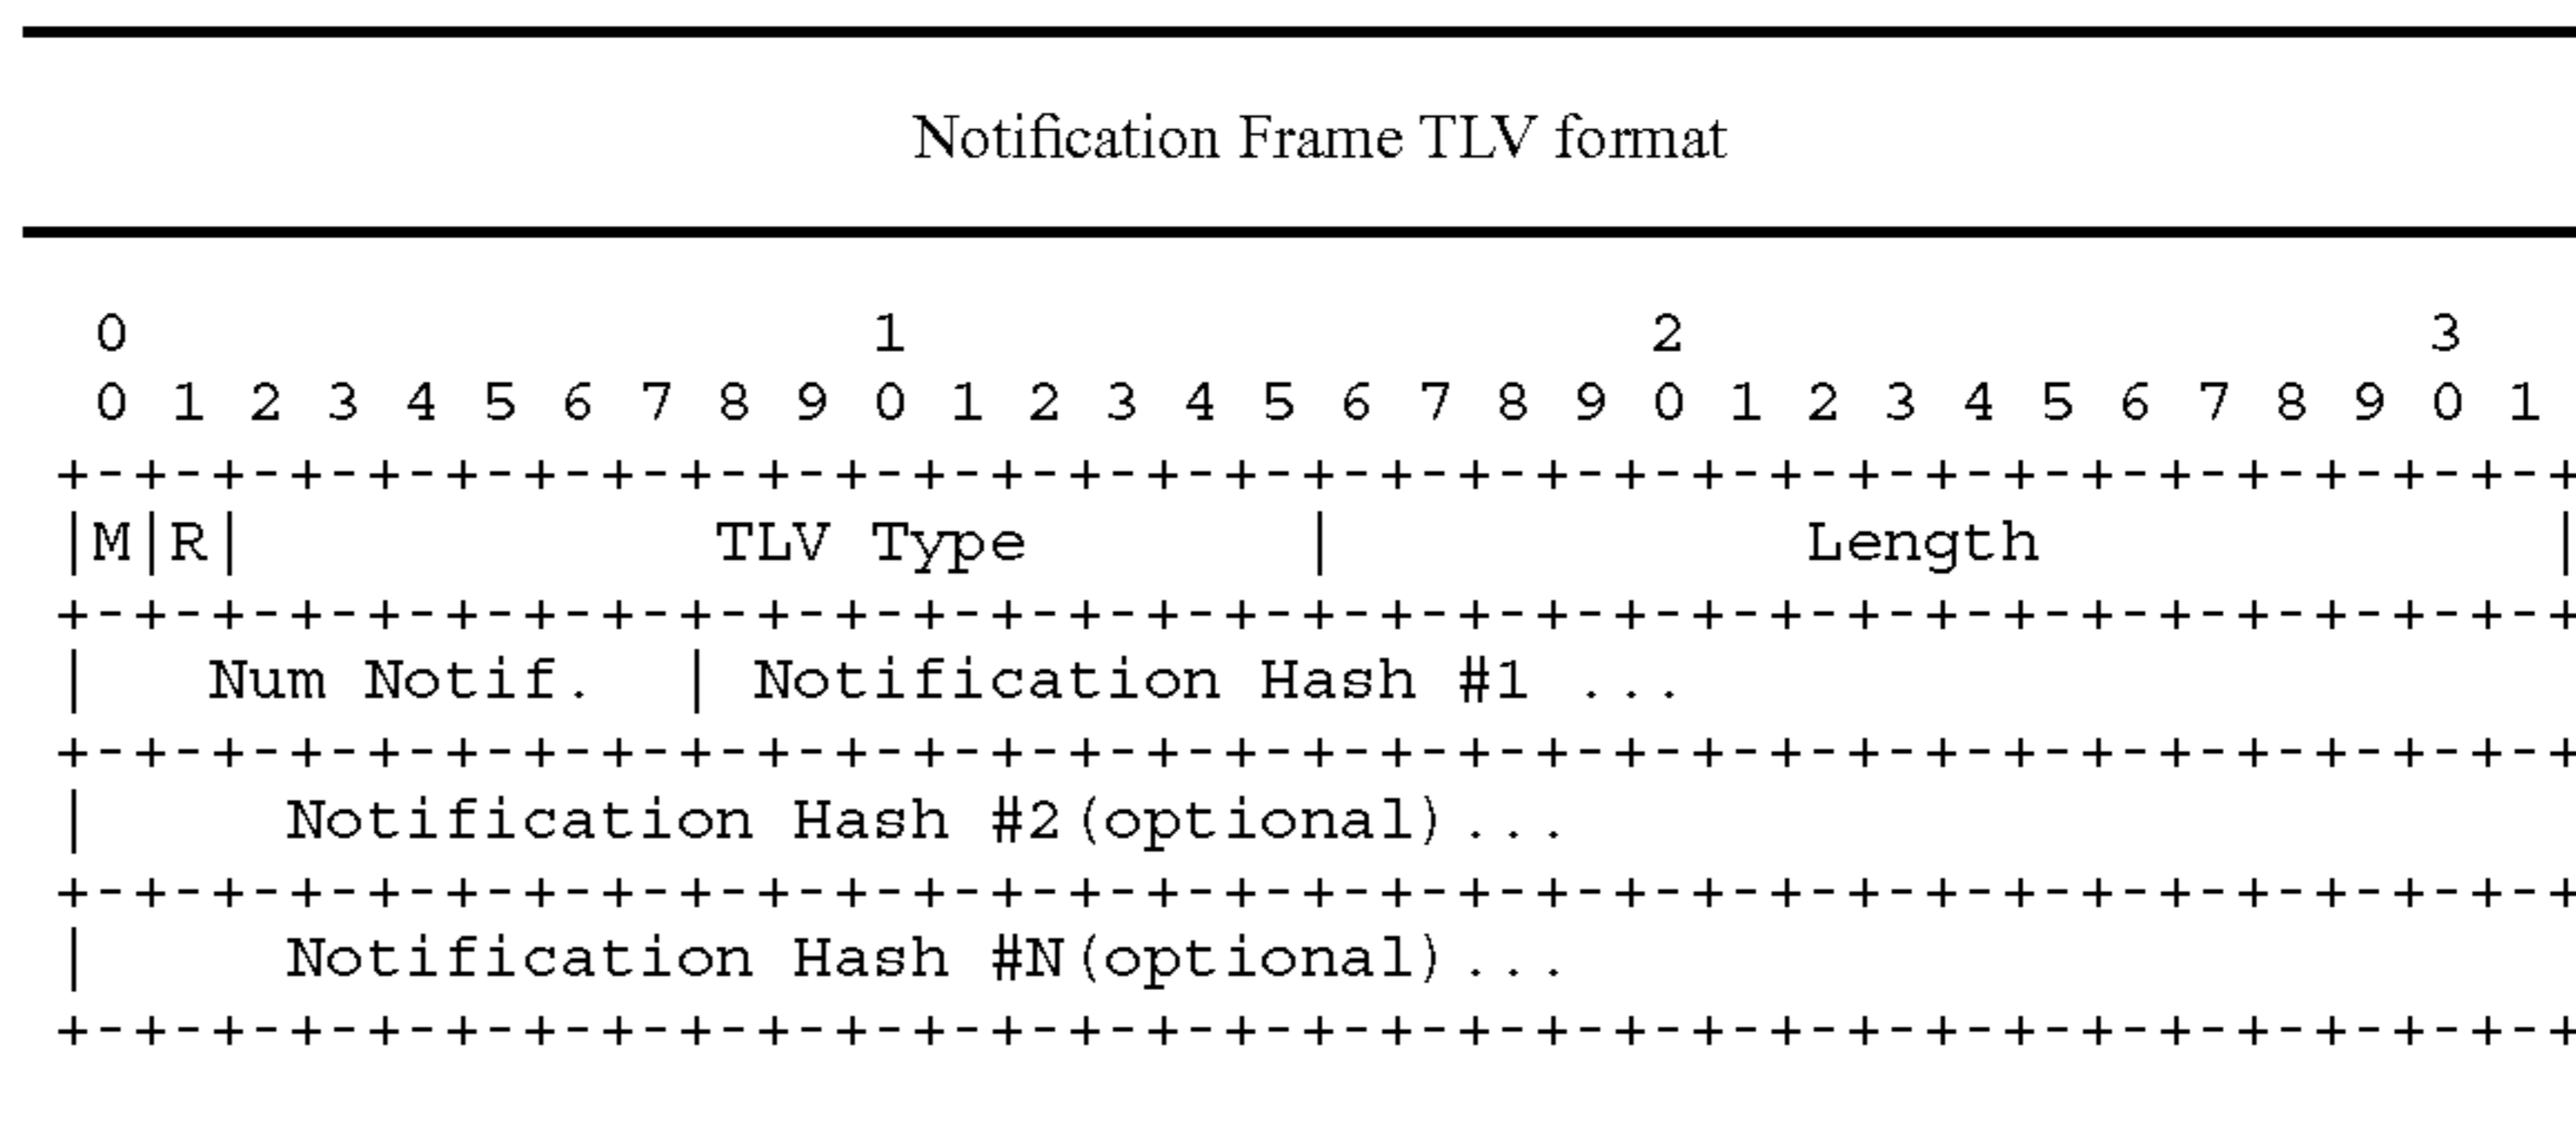 Notification Frame TLV format
0                   1                   2                   3
0 1 2 3 4 5 6 7 8 9 0 1 2 3 4 5 6 7 8 9 0 1 2 3 4 5 6 7 8 9 0 1
+-+-+-+-+-+-+-+-+-+-+-+-+-+-+-+-+-+-+-+-+-+-+-+-+-+-+-+-+-+-+-+-+
|M|R|            TLV Type       |            Length             |
+-+-+-+-+-+-+-+-+-+-+-+-+-+-+-+-+-+-+-+-+-+-+-+-+-+-+-+-+-+-+-+-+
|   Num Notif.  | Notification Hash #1 ...
+-+-+-+-+-+-+-+-+-+-+-+-+-+-+-+-+-+-+-+-+-+-+-+-+-+-+-+-+-+-+-+-+
|     Notification Hash #2(optional)...
+-+-+-+-+-+-+-+-+-+-+-+-+-+-+-+-+-+-+-+-+-+-+-+-+-+-+-+-+-+-+-+-+
|     Notification Hash #N(optional)...
+-+-+-+-+-+-+-+-+-+-+-+-+-+-+-+-+-+-+-+-+-+-+-+-+-+-+-+-+-+-+-+-+